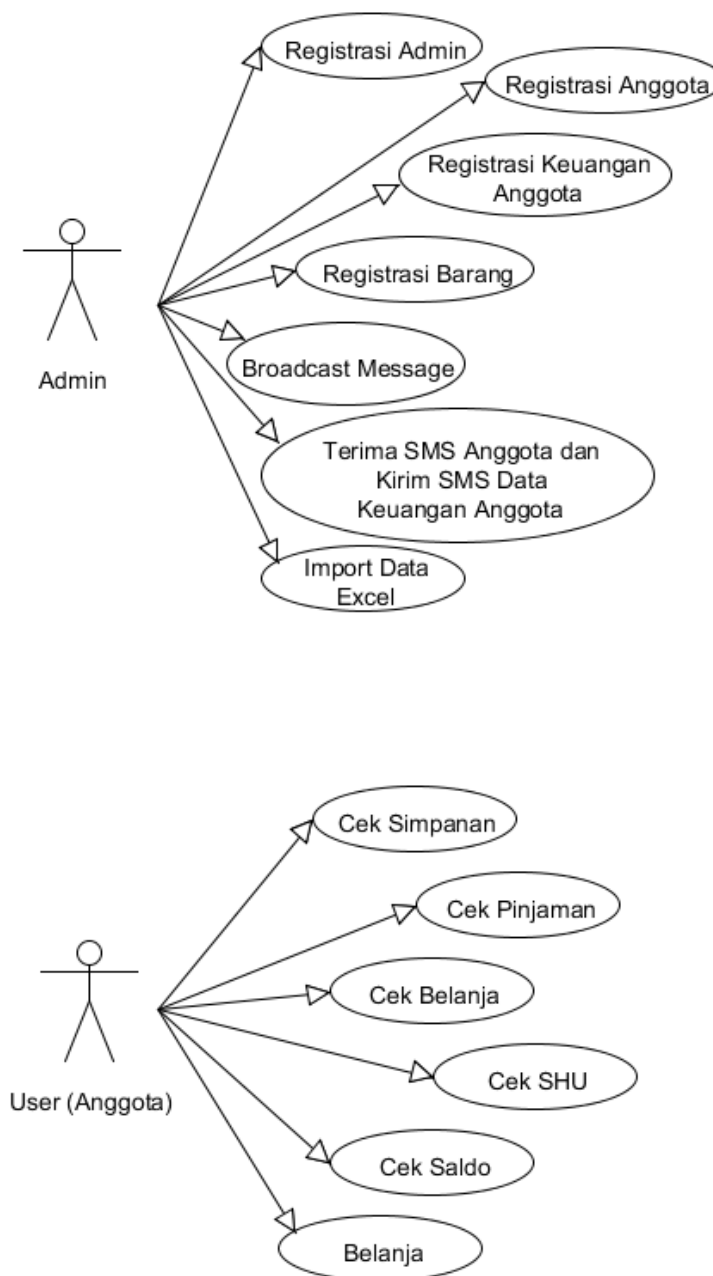 Registrasi Admin
Registrasi Anggota
Registrasi Keuangan
Anggota
Registrasi Barang
Admin
Broadcast Message
Terima SMS Anggota dan
Kirim SMS Data
Keuangan Anggota
Import Data
Excel
Cek Simpanan
Cek Pinjaman
Cek Belanja
User (Anggota)
Cek SHU
Cek Saldo
Belanja